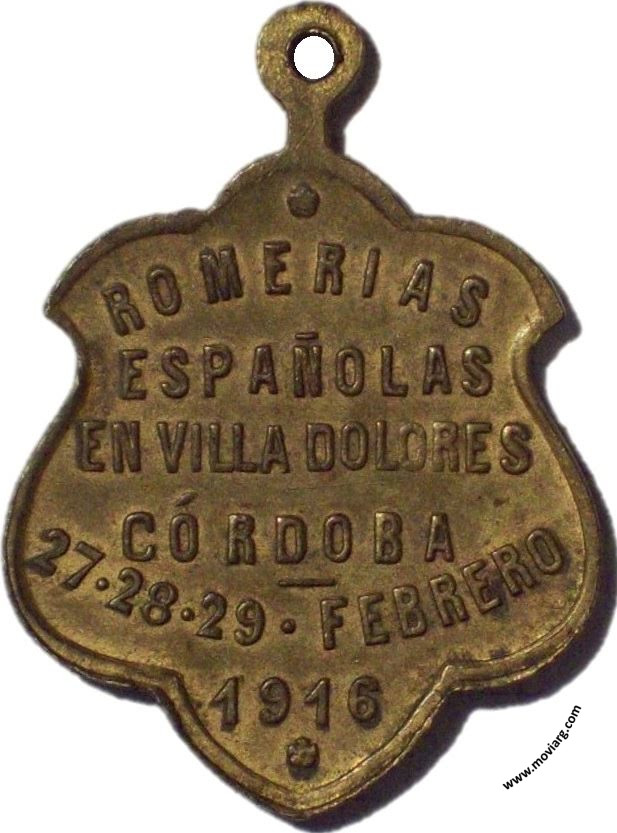 ROMERIAS
ESPAÑOLAS
EN VILLA DOLORES
CÓRDOBA
27·28·29·FEBRERO
1916
www.moviarg.com